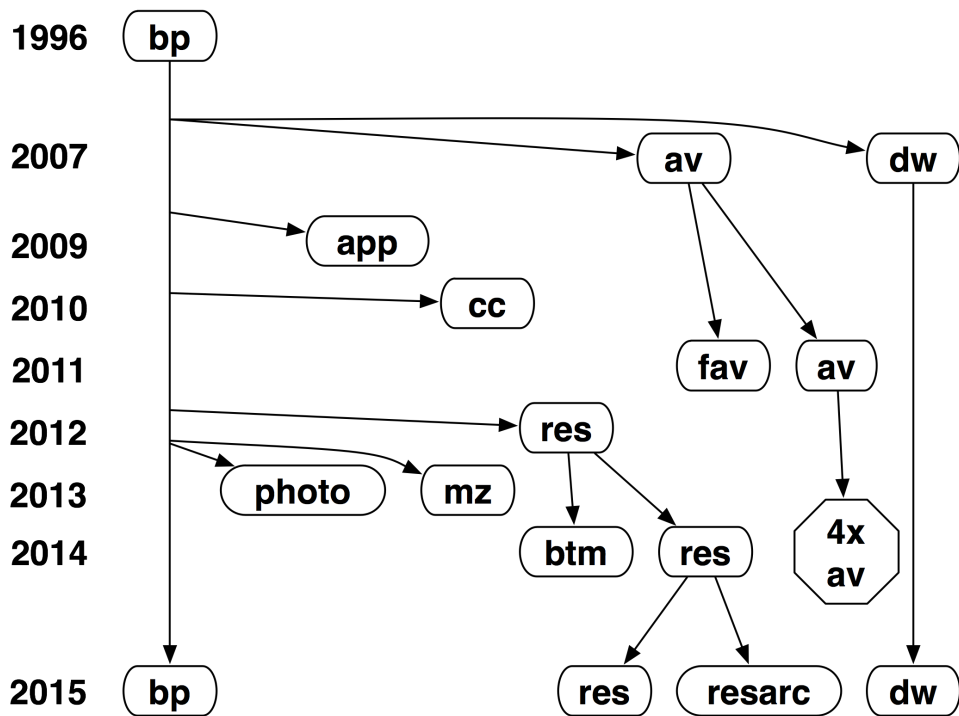 1996 bp
2007 av dw
2009 app
2010 cc
2011 fav av
2012 res
2013 photo mz
2014 btm res 4x
av
2015 bp res resarc dw